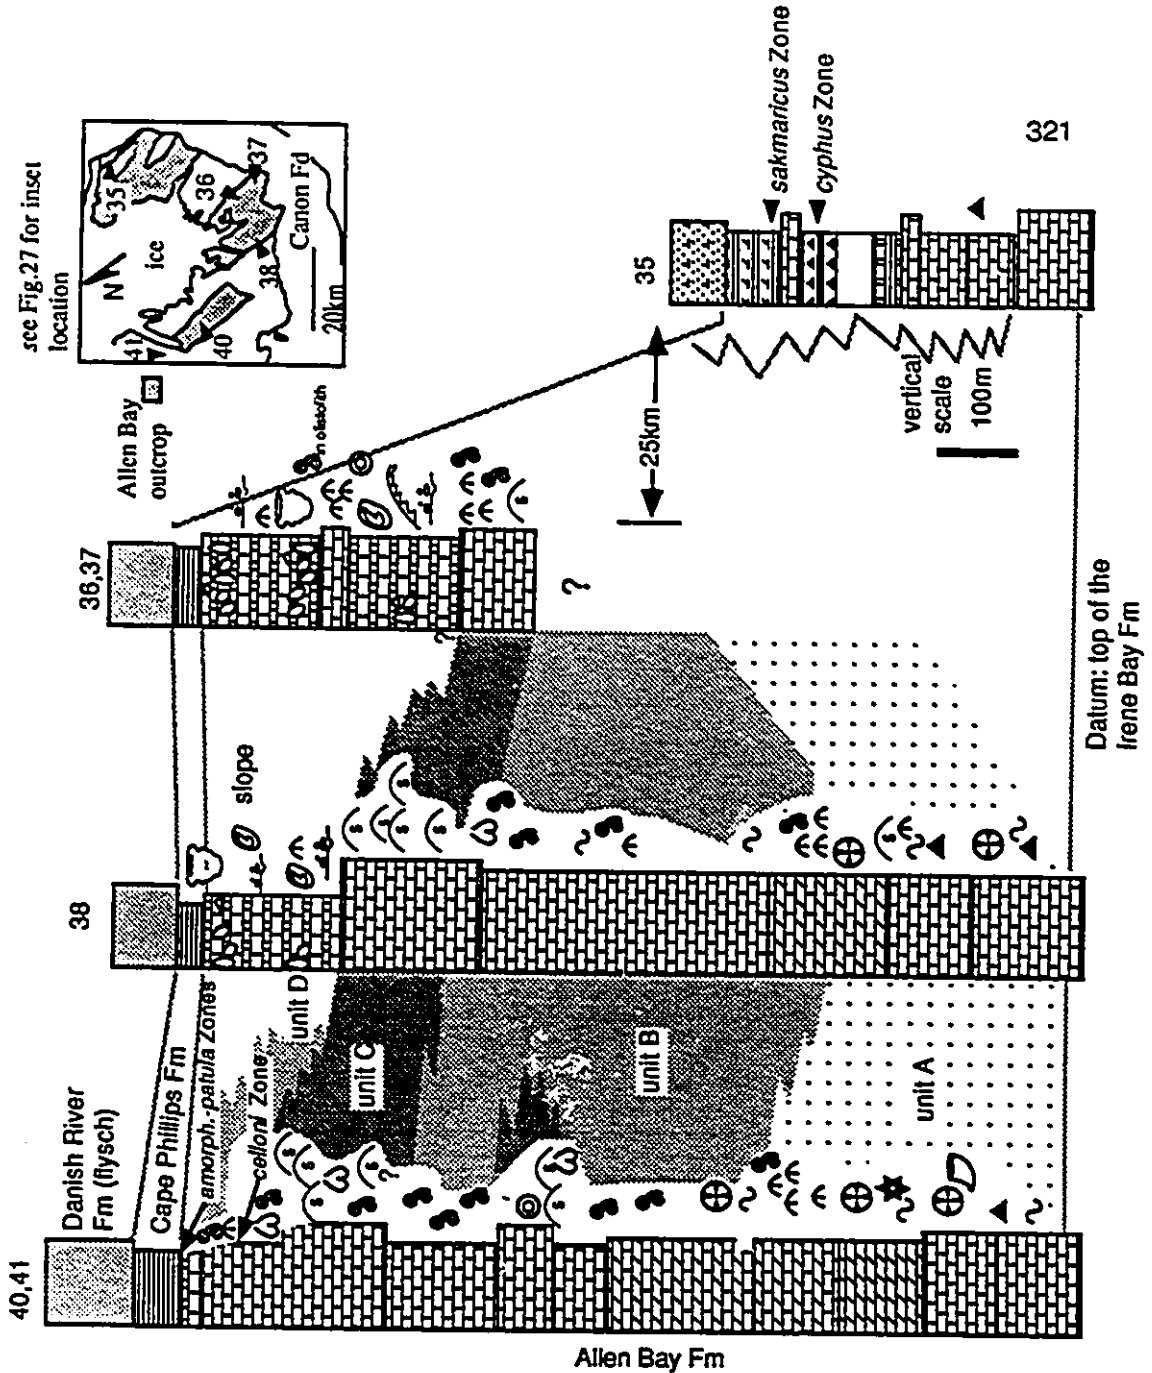 see Fig.27 for inset
location
Allen Bay
outcrop
N
ice
35
36
37
38
40
41
Canon Fd
20km
321
40,41
38
36,37
35
Danish River
Fm (flysch)
Cape Phillips Fm
amorph.-patula Zones
celloni Zone
unit D
unit C
unit B
unit A
slope
in olistolith
?
?
?
25km
sakmaricus Zone
cyphus Zone
vertical
scale
100m
Datum: top of the
Irene Bay Fm
Allen Bay Fm